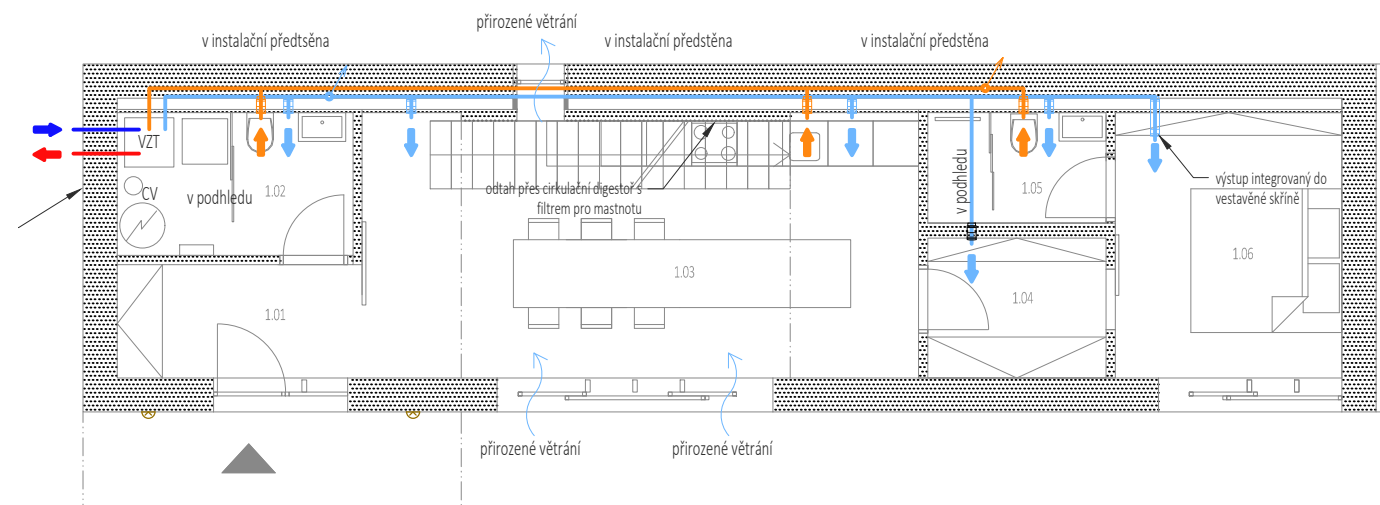 přirozené větrání
v instalační předtsěna
v instalační předstěna
v instalační předstěna
VZT
CV
v podhledu
1.02
odtah přes cirkulační digestoř s
filtrem pro mastnotu
v podhledu
1.05
výstup integrovaný do
vestavěné skříně
1.01
1.03
1.04
1.06
přirozené větrání
přirozené větrání